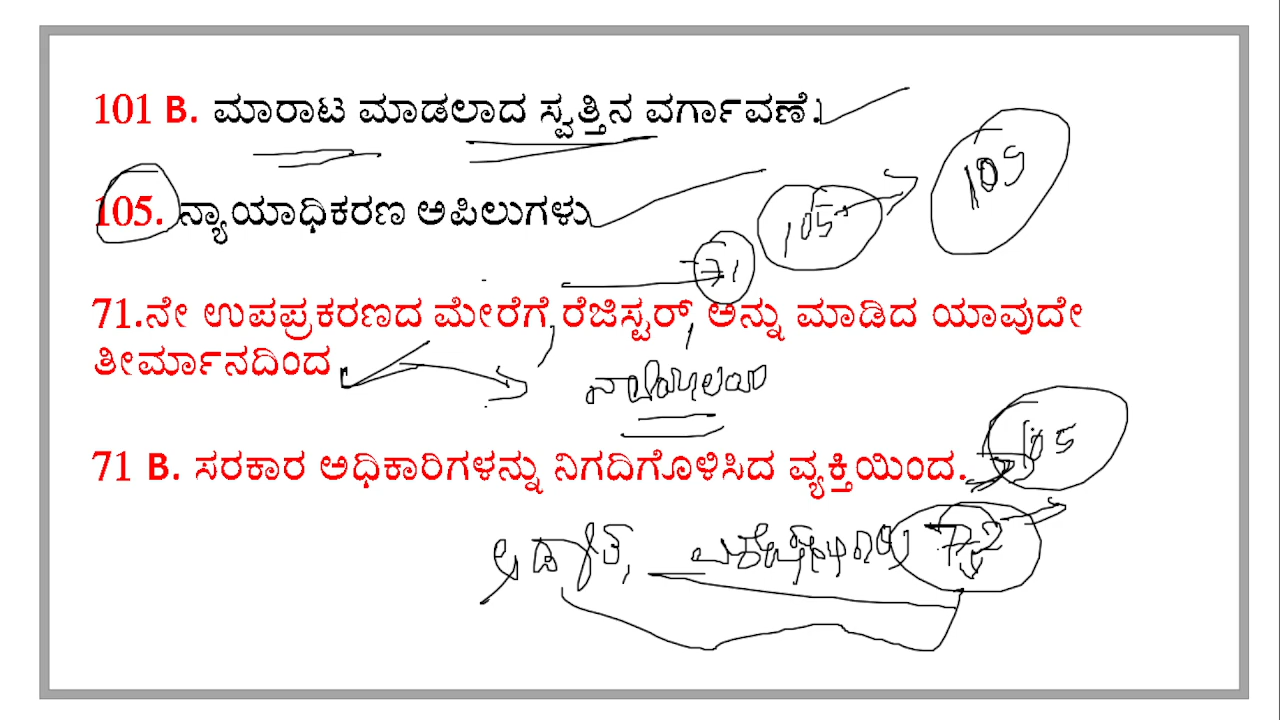 101 B. ಮಾರಾಟ ಮಾಡಲಾದ ಸ್ವತ್ತಿನ ವರ್ಗಾವಣೆ.
105
105. ನ್ಯಾಯಾಧಿಕರಣ ಅಪಿಲುಗಳು
105
71
71.ನೇ ಉಪಪ್ರಕರಣದ ಮೇರೆಗೆ ರೆಜಿಸ್ಟರ್ ಅನ್ನು ಮಾಡಿದ ಯಾವುದೇ
ತೀರ್ಮಾನದಿಂದ
105
71 B. ಸರಕಾರ ಅಧಿಕಾರಿಗಳನ್ನು ನಿಗದಿಗೊಳಿಸಿದ ವ್ಯಕ್ತಿಯಿಂದ.
72